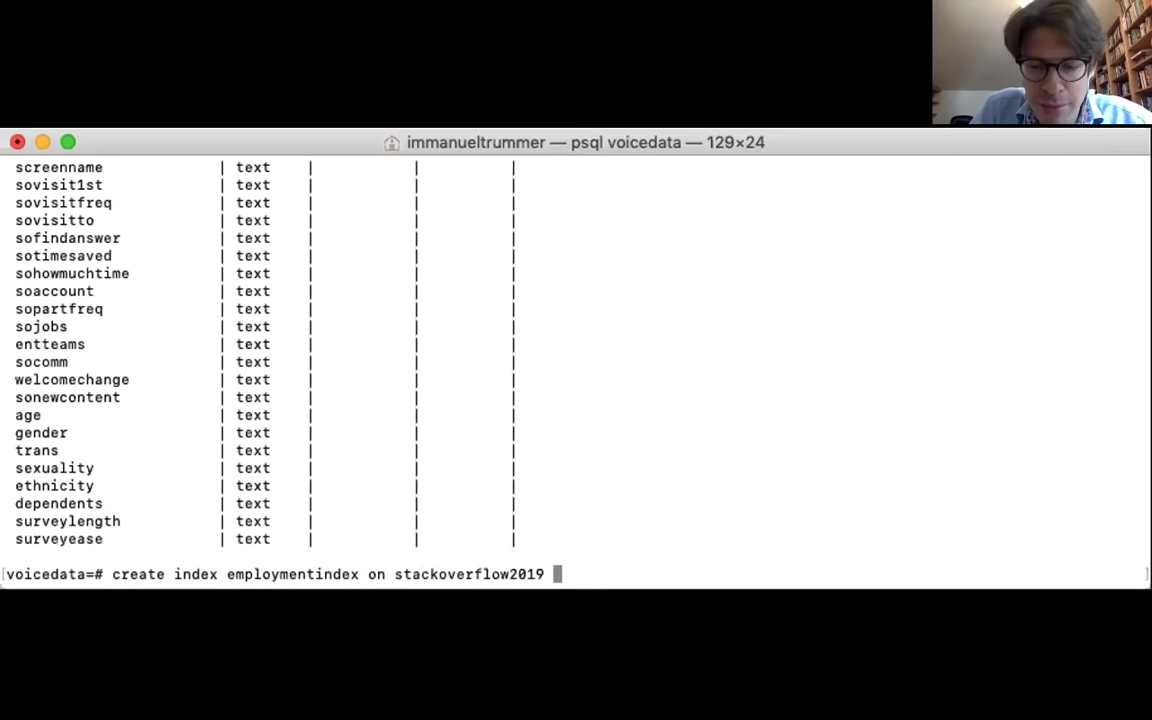 immanueltrummer — psql voicedata — 129×24
screenname | text | | |
sovisit1st | text | | |
sovisitfreq | text | | |
sovisitto | text | | |
sofindanswer | text | | |
sotimesaved | text | | |
sohowmuchtime | text | | |
soaccount | text | | |
sopartfreq | text | | |
sojobs | text | | |
entteams | text | | |
socomm | text | | |
welcomechange | text | | |
sonewcontent | text | | |
age | text | | |
gender | text | | |
trans | text | | |
sexuality | text | | |
ethnicity | text | | |
dependents | text | | |
surveylength | text | | |
surveyease | text | | |
[voicedata=# create index employmentindex on stackoverflow2019 ]